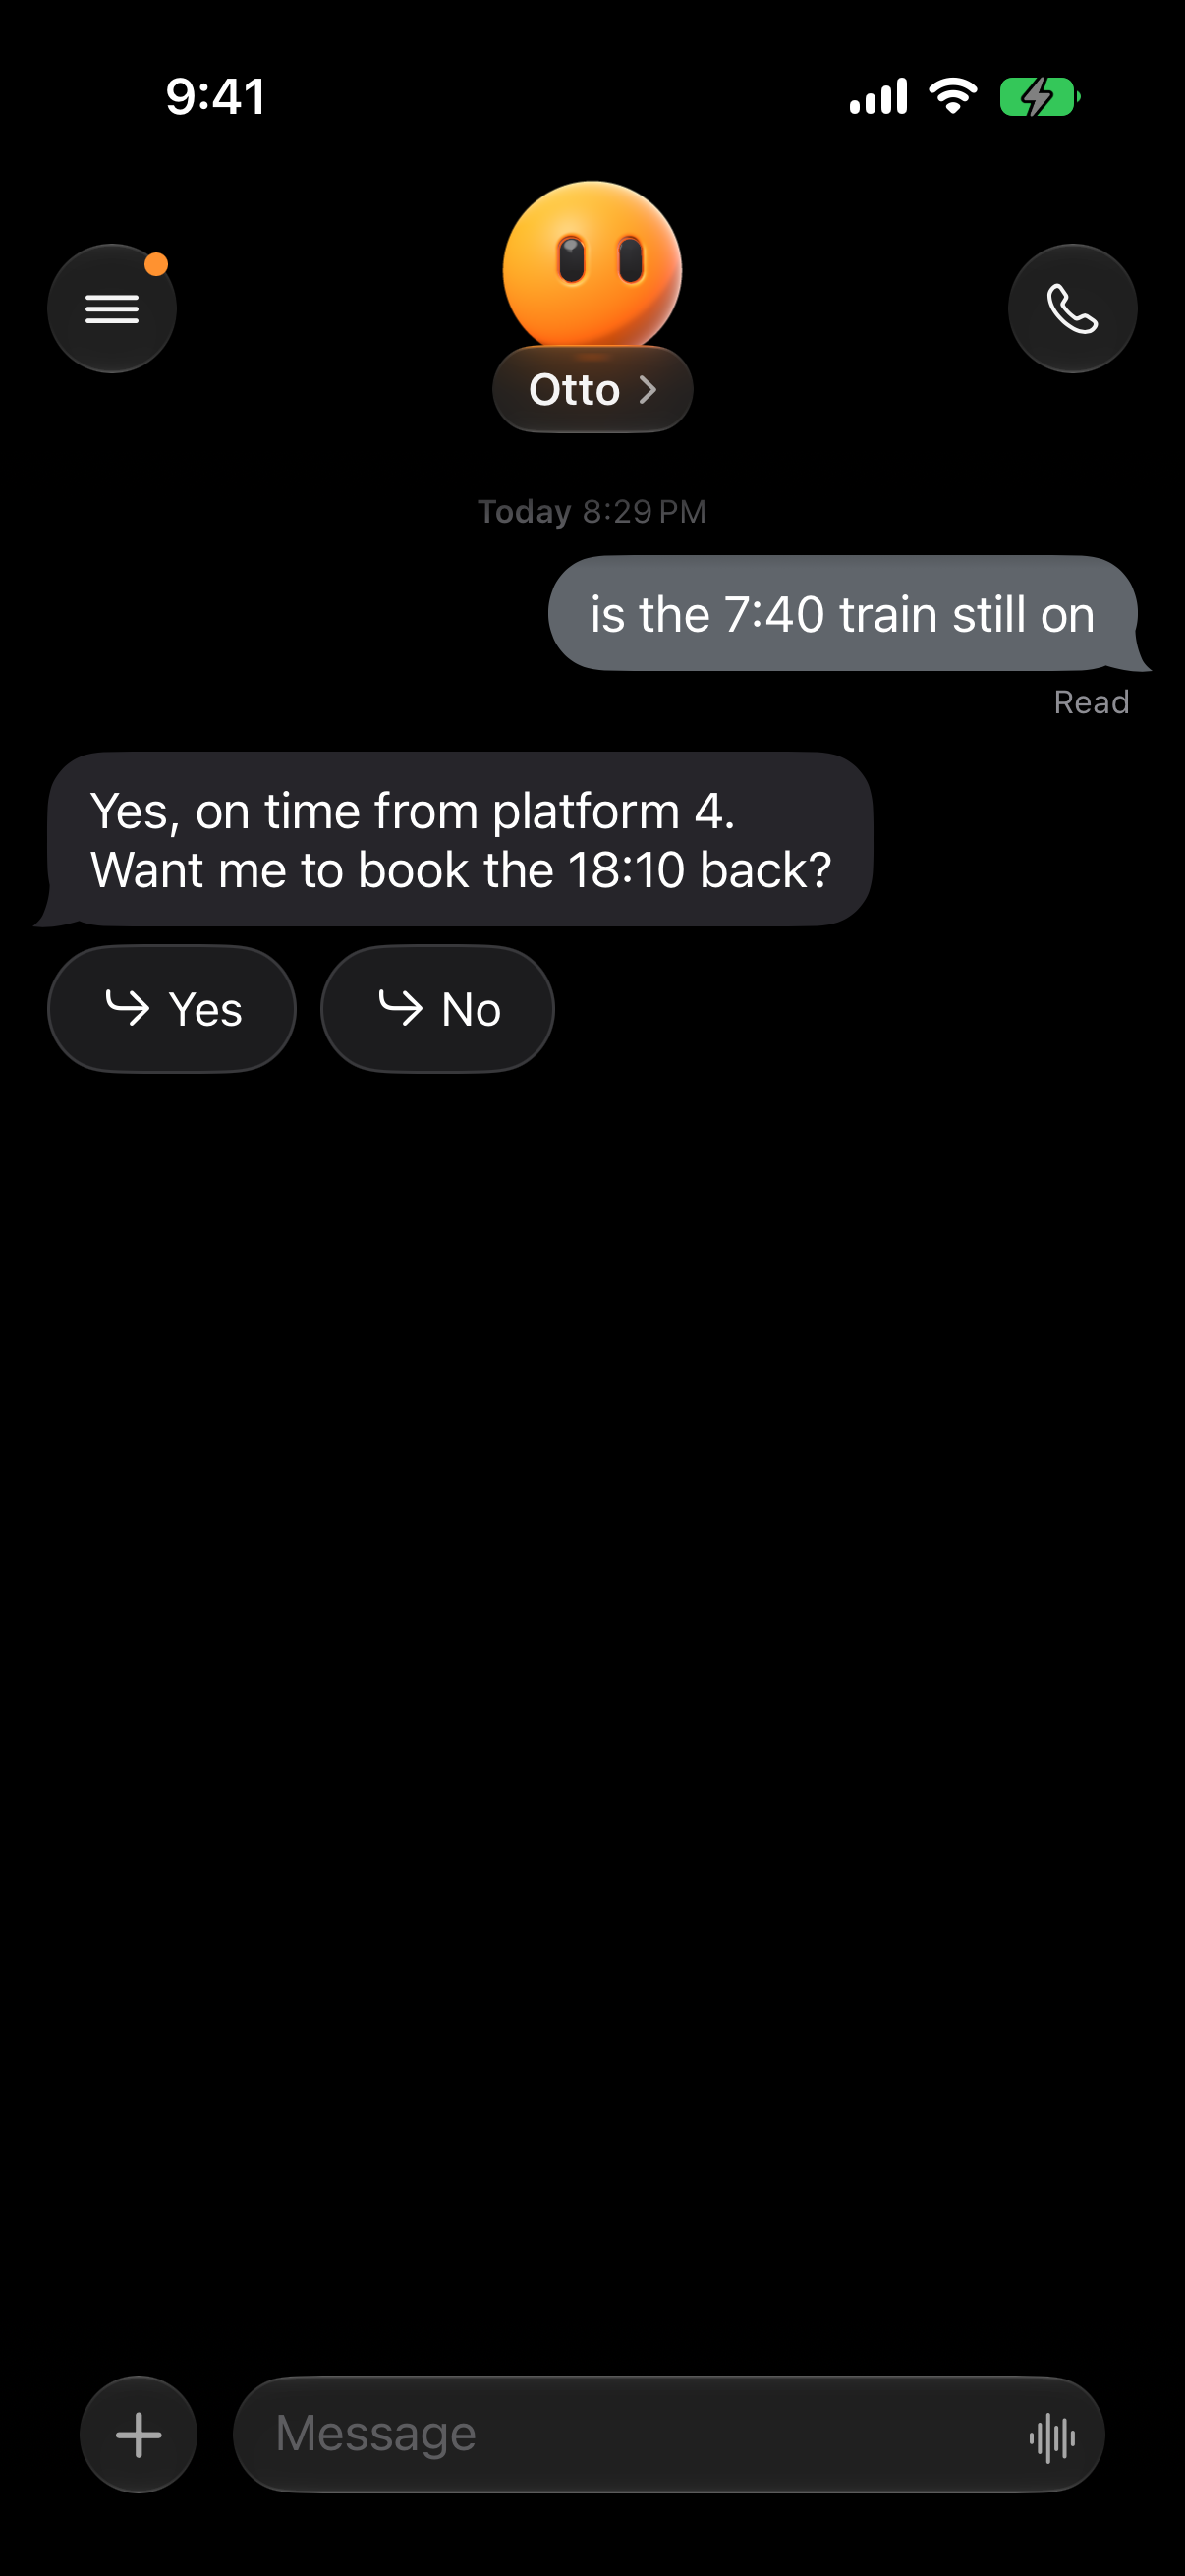 9:41
Otto
Today 8:29 PM
is the 7:40 train still on
Read
Yes, on time from platform 4.
Want me to book the 18:10 back?
Yes
No
Message